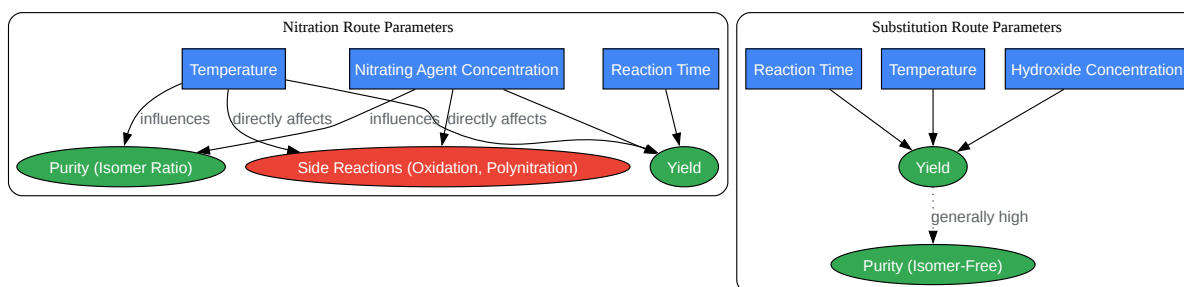 Nitration Route Parameters
Temperature
Nitrating Agent Concentration
Reaction Time
influences
directly affects
influences
directly affects
Purity (Isomer Ratio)
Side Reactions (Oxidation, Polynitration)
Yield
Substitution Route Parameters
Reaction Time
Temperature
Hydroxide Concentration
Yield
generally high
Purity (Isomer-Free)